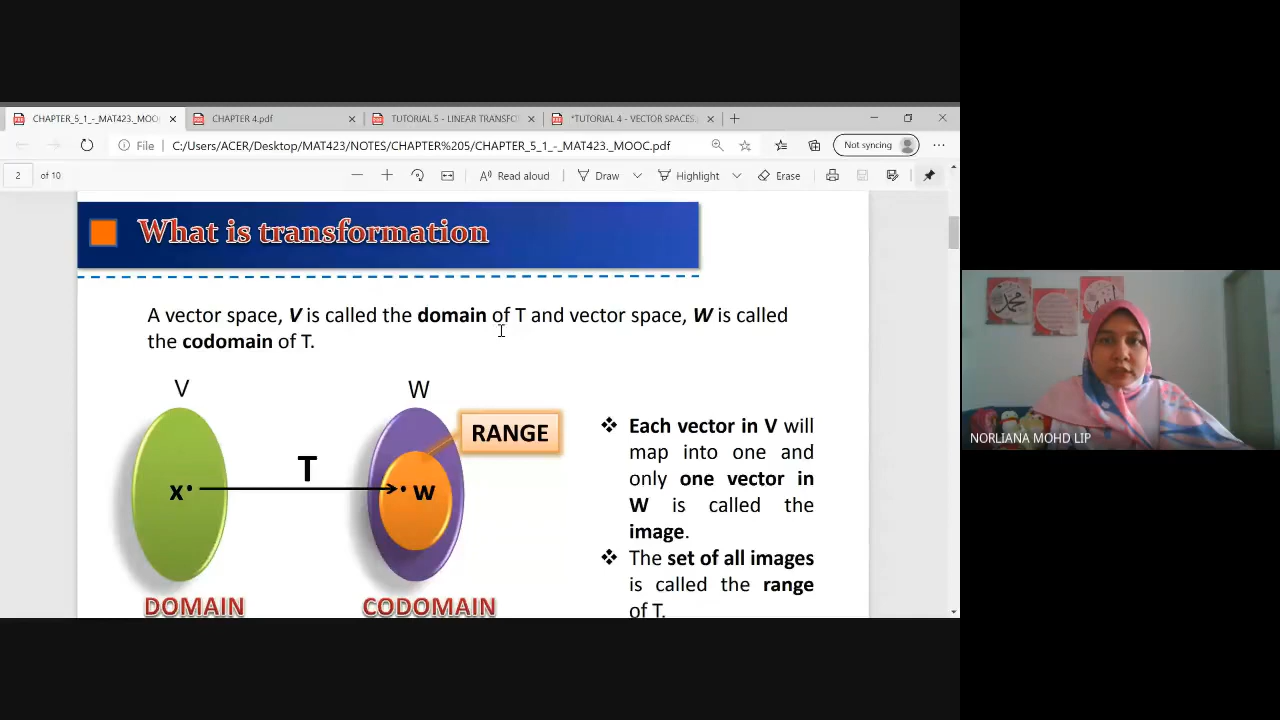 CHAPTER_5_1_-_MAT423._MOOC
CHAPTER 4.pdf
TUTORIAL 5 - LINEAR TRANSFO
*TUTORIAL 4 - VECTOR SPACES.
File
C:/Users/ACER/Desktop/MAT423/NOTES/CHAPTER%205/CHAPTER_5_1_-_MAT423._MOOC.pdf
Not syncing
2 of 10
Read aloud
Draw
Highlight
Erase
What is transformation
A vector space, V is called the domain of T and vector space, W is called
the codomain of T.
V
W
RANGE
T
x
w
DOMAIN
CODOMAIN
Each vector in V will
map into one and
only one vector in
W is called the
image.
The set of all images
is called the range
of T.
NORLIANA MOHD LIP